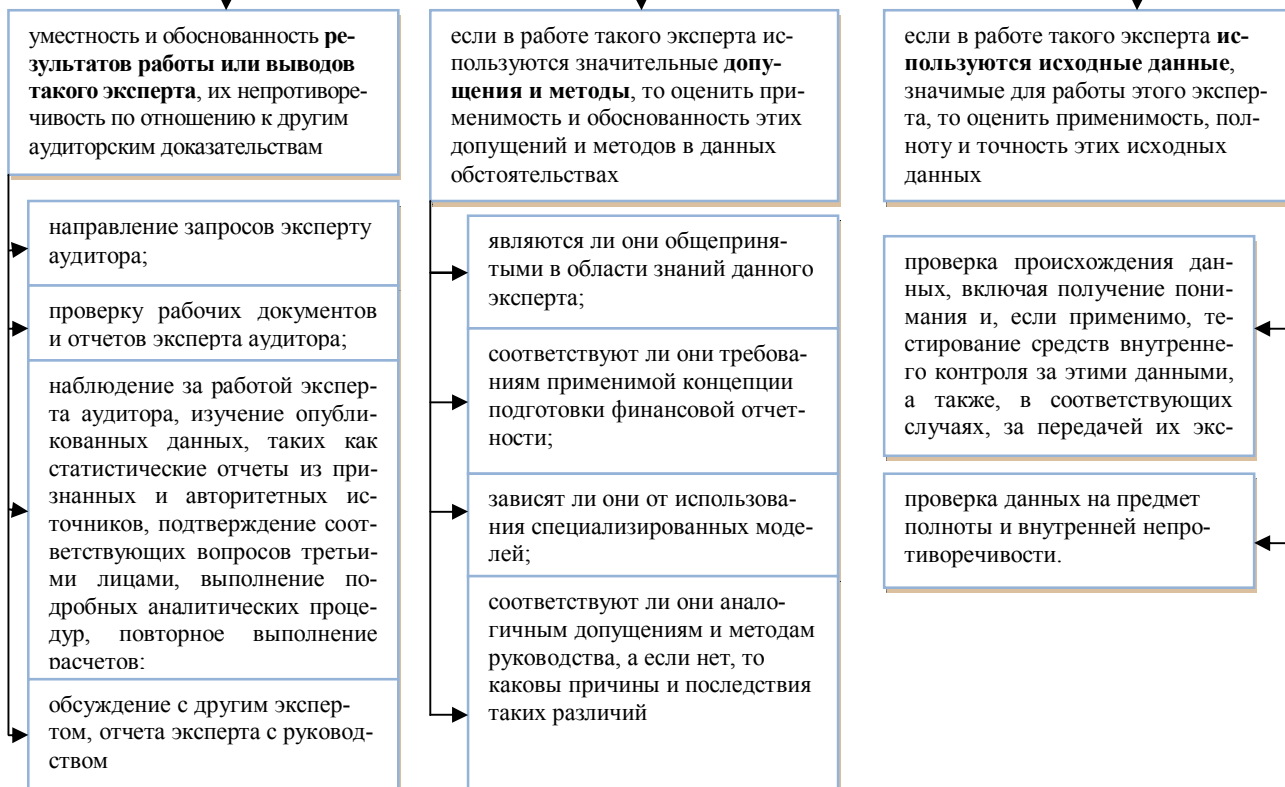 уместность и обоснованность ре-
зультатов работы или выводов
такого эксперта, их непротиворе-
чивость по отношению к другим
аудиторским доказательствам
направление запросов эксперту
аудитора;
проверку рабочих документов
и отчетов эксперта аудитора;
наблюдение за работой экспер-
та аудитора, изучение опубли-
кованных данных, таких как
статистические отчеты из при-
знанных и авторитетных ис-
точников, подтверждение соот-
ветствующих вопросов третьи-
ми лицами, выполнение по-
дробных аналитических проце-
дур, повторное выполнение
расчетов;
обсуждение с другим экспер-
том, отчета эксперта с руковод-
ством
если в работе такого эксперта ис-
пользуются значительные допу-
щения и методы, то оценить при-
менимость и обоснованность этих
допущений и методов в данных
обстоятельствах
являются ли они общеприня-
тыми в области знаний данного
эксперта;
соответствуют ли они требова-
ниям применимой концепции
подготовки финансовой отчет-
ности;
зависят ли они от использова-
ния специализированных моде-
лей;
соответствуют ли они анало-
гичным допущениям и методам
руководства, а если нет, то
каковы причины и последствия
таких различий
если в работе такого эксперта ис-
пользуются исходные данные,
значимые для работы этого экспер-
та, то оценить применимость, пол-
ноту и точность этих исходных
данных
проверка происхождения дан-
ных, включая получение пони-
мания и, если применимо, те-
стирование средств внутренне-
го контроля за этими данными,
а также, в соответствующих
случаях, за передачей их экс-
проверка данных на предмет
полноты и внутренней непро-
тиворечивости.